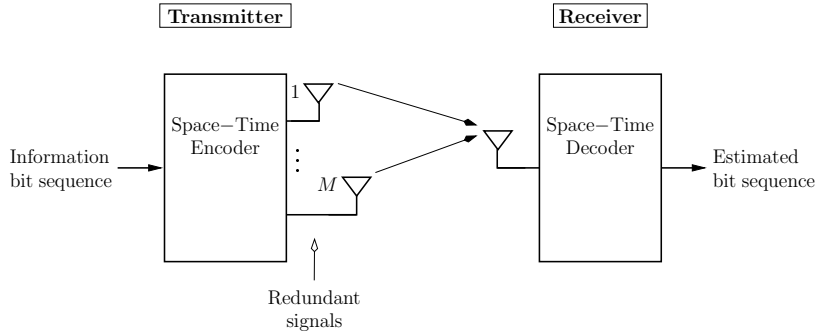 Transmitter
Receiver
1
Space−Time
Encoder
Space−Time
Decoder
Information
bit sequence
M
Estimated
bit sequence
Redundant
signals